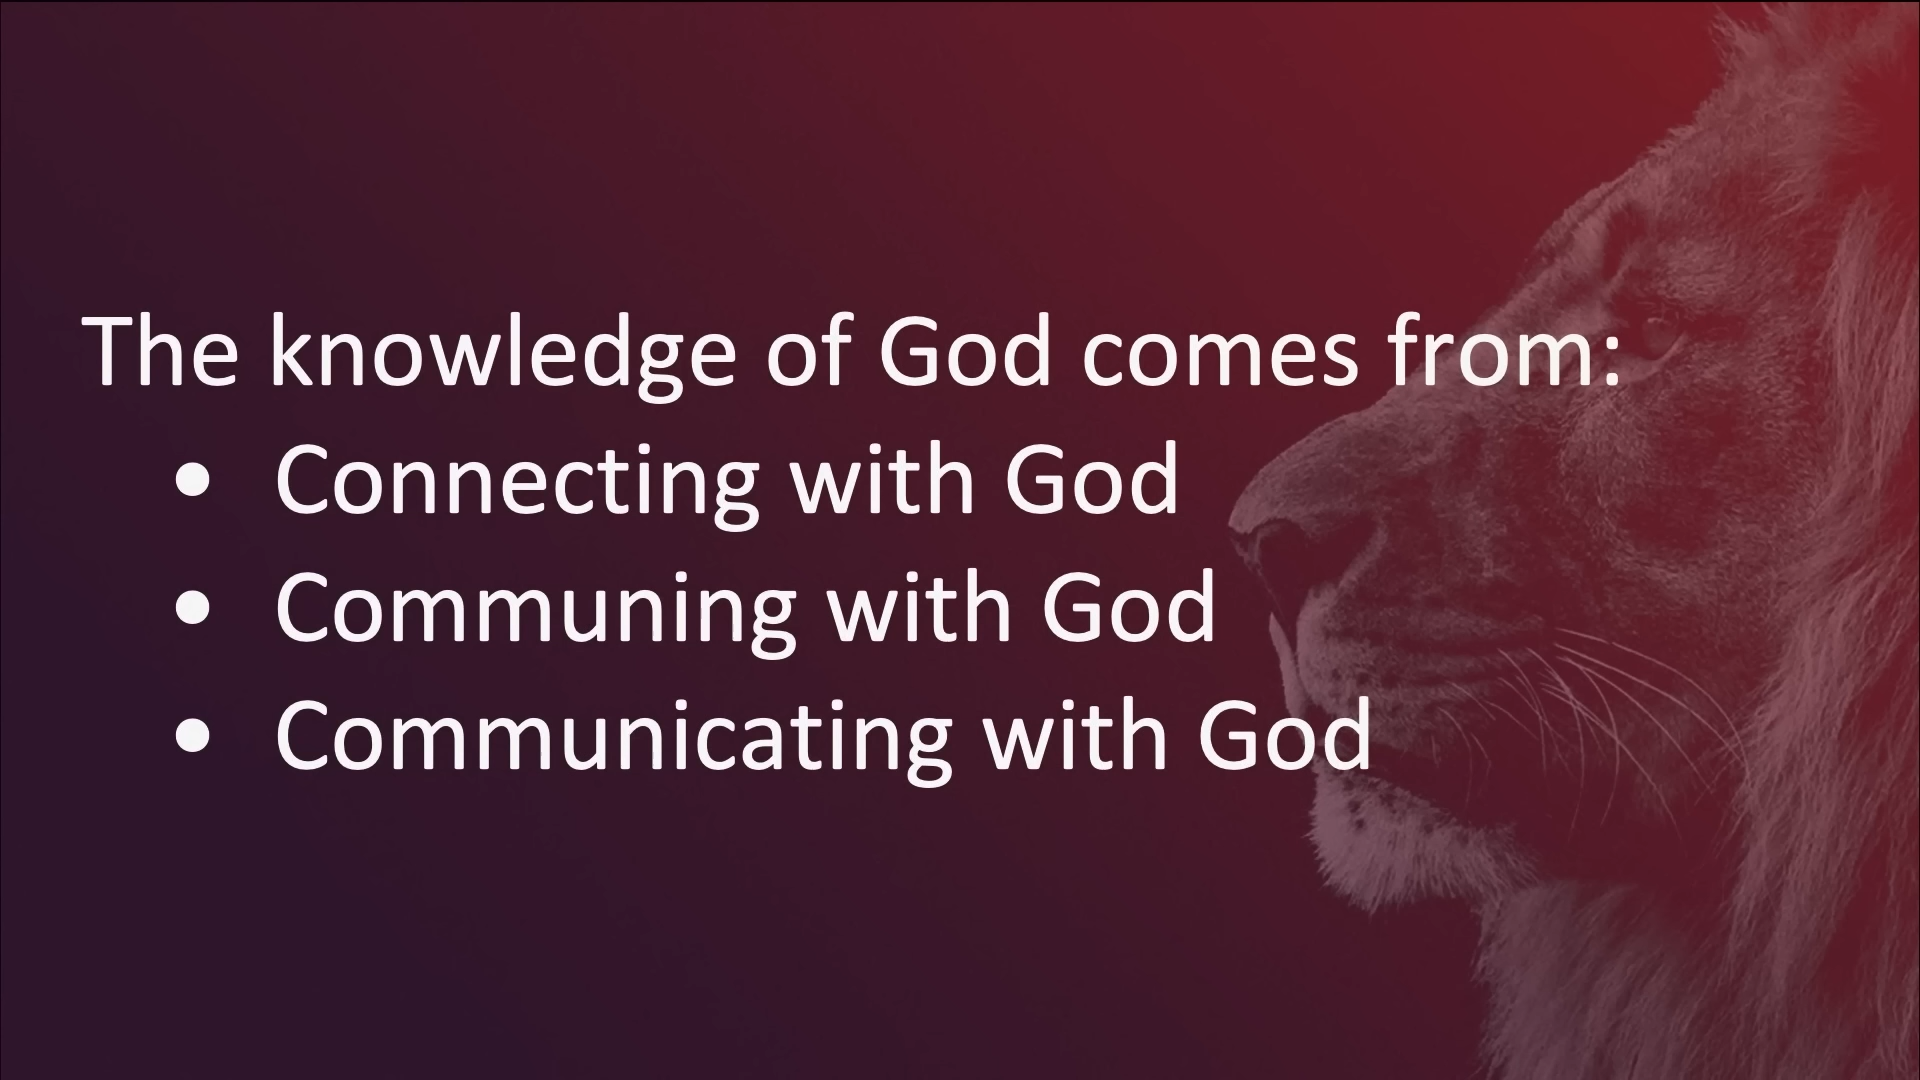 The knowledge of God comes from:
• Connecting with God
• Communing with God
• Communicating with God